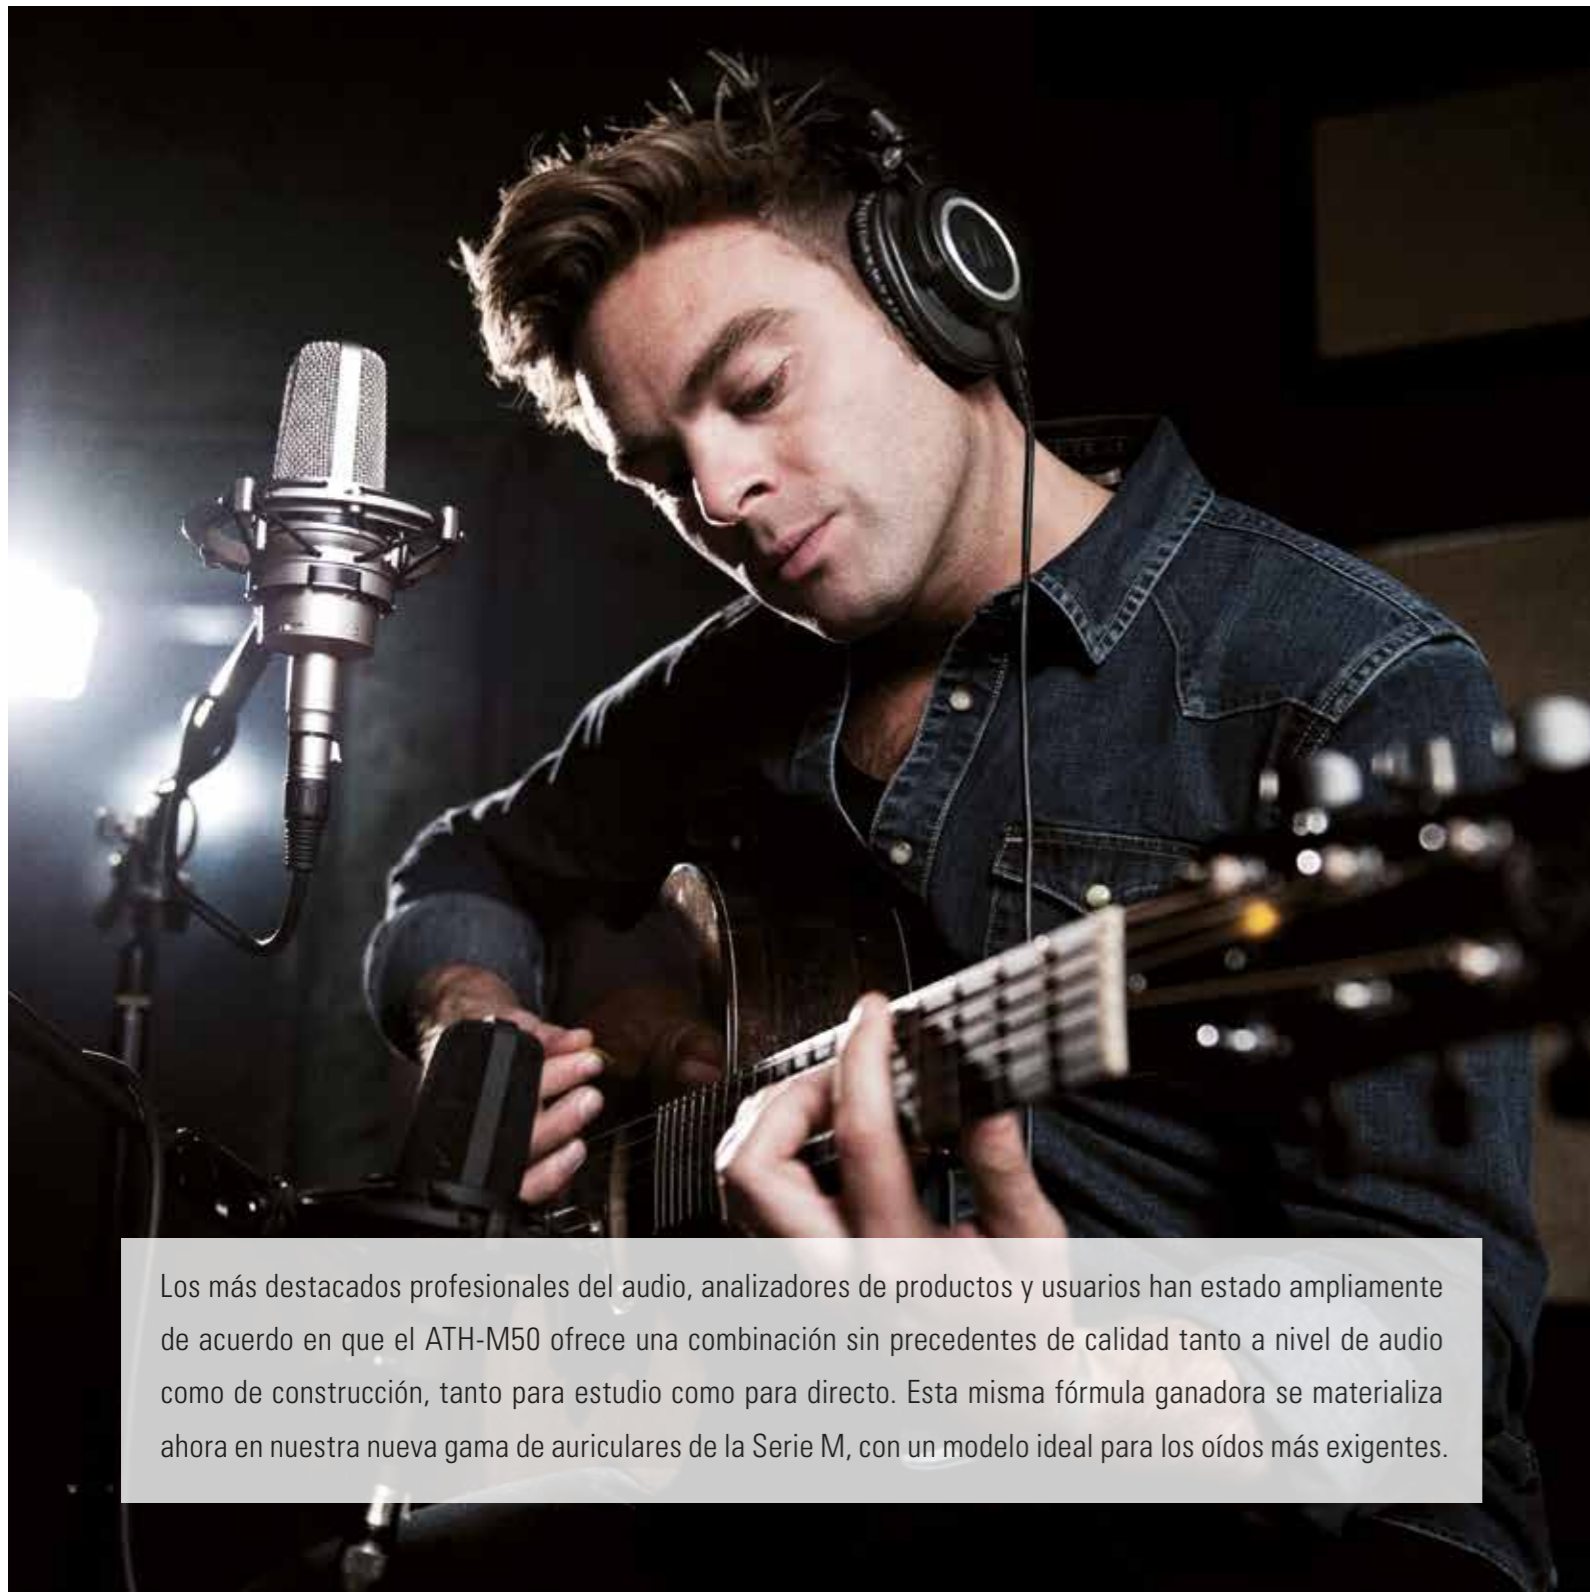 Los más destacados profesionales del audio, analizadores de productos y usuarios han estado ampliamente
de acuerdo en que el ATH-M50 ofrece una combinación sin precedentes de calidad tanto a nivel de audio
como de construcción, tanto para estudio como para directo. Esta misma fórmula ganadora se materializa
ahora en nuestra nueva gama de auriculares de la Serie M, con un modelo ideal para los oídos más exigentes.